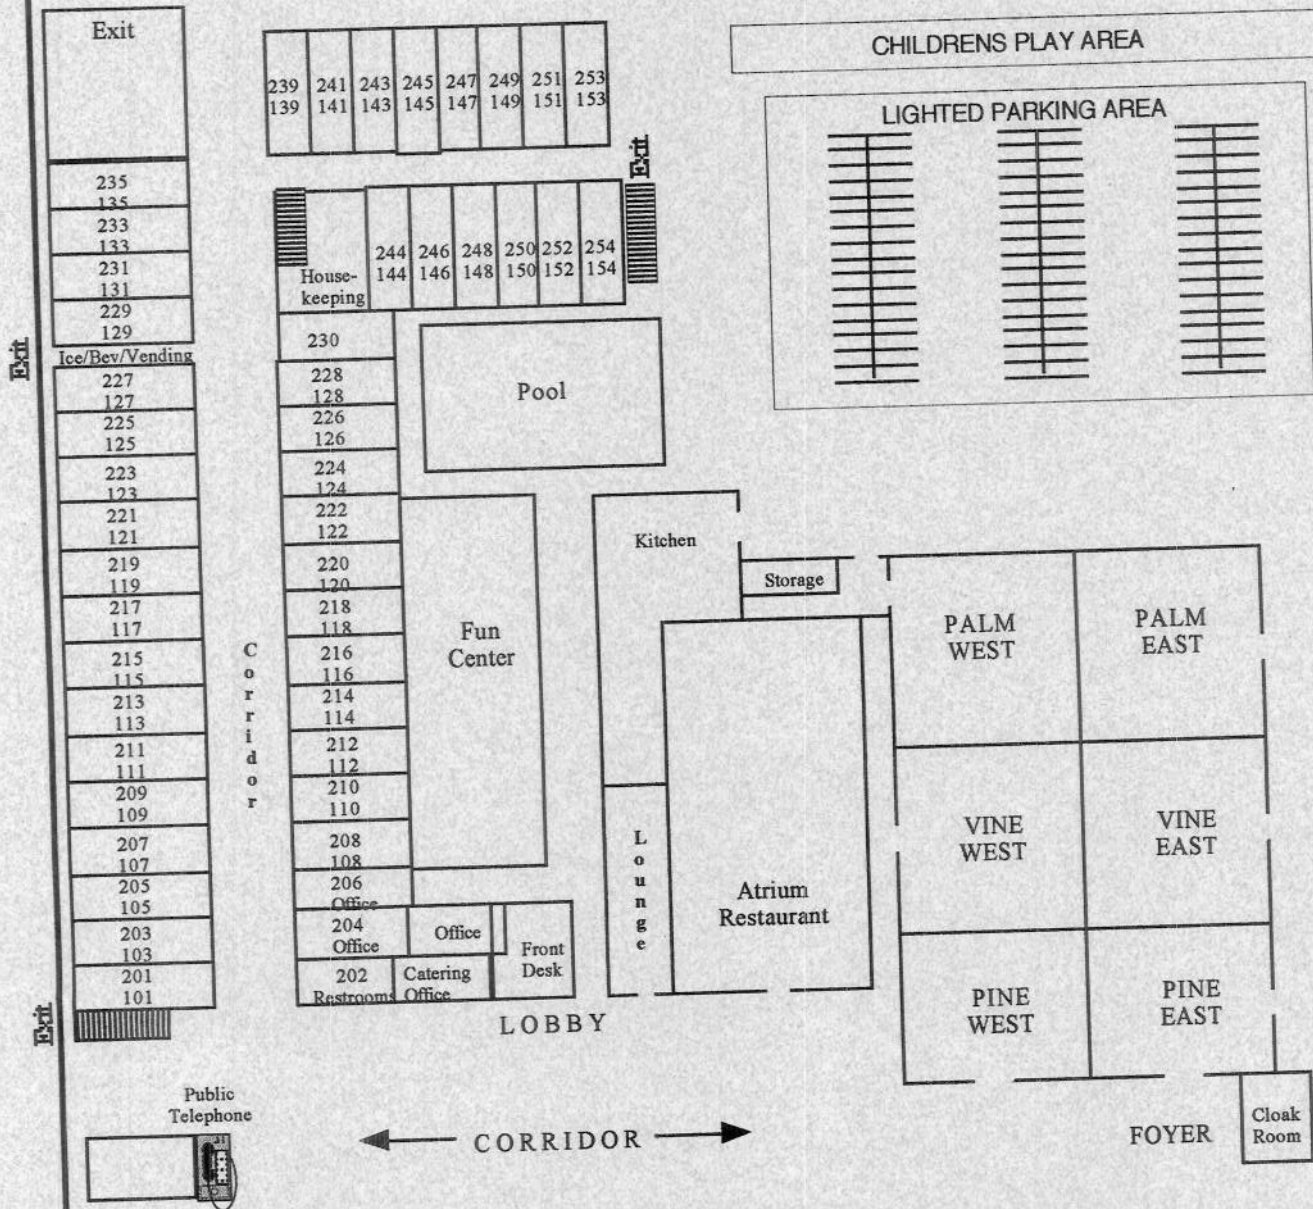 Exit
239 241 243 245 247 249 251 253
139 141 143 145 147 149 151 153
CHILDRENS PLAY AREA
LIGHTED PARKING AREA
Exit
235
135
233
133
231
131
229
129
Ice/Bev/Vending
Exit
227
127
225
125
223
123
221
121
219
119
217
117
215
115
213
113
211
111
209
109
207
107
205
105
203
103
201
101
Exit
Corridor
House-
keeping
244 246 248 250 252 254
144 146 148 150 152 154
230
228
128
226
126
224
124
222
122
220
120
218
118
216
116
214
114
212
112
210
110
208
108
206
Office
204
Office
202
Restrooms
Office
Catering
Office
Front
Desk
Pool
Fun
Center
Kitchen
Storage
Lounge
Atrium
Restaurant
PALM
WEST
PALM
EAST
VINE
WEST
VINE
EAST
PINE
WEST
PINE
EAST
LOBBY
Public
Telephone
CORRIDOR
FOYER
Cloak
Room